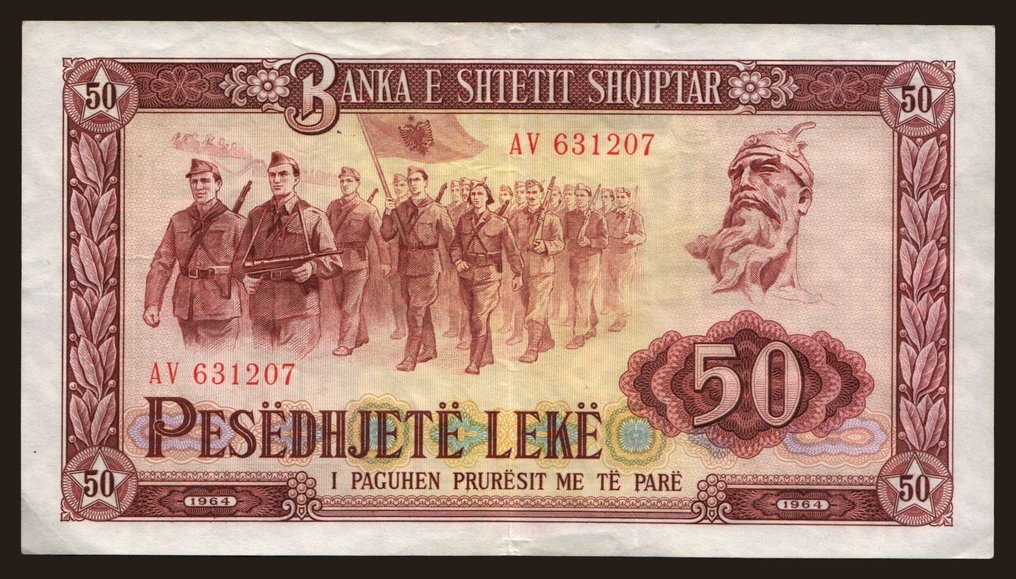 50 BANKA E SHTETIT SHQIPTAR 50
AV 631207
AV 631207
50
PESËDHJETË LEKË
I PAGUHEN PRURËSIT ME TË PARË
50 50
1964 1964